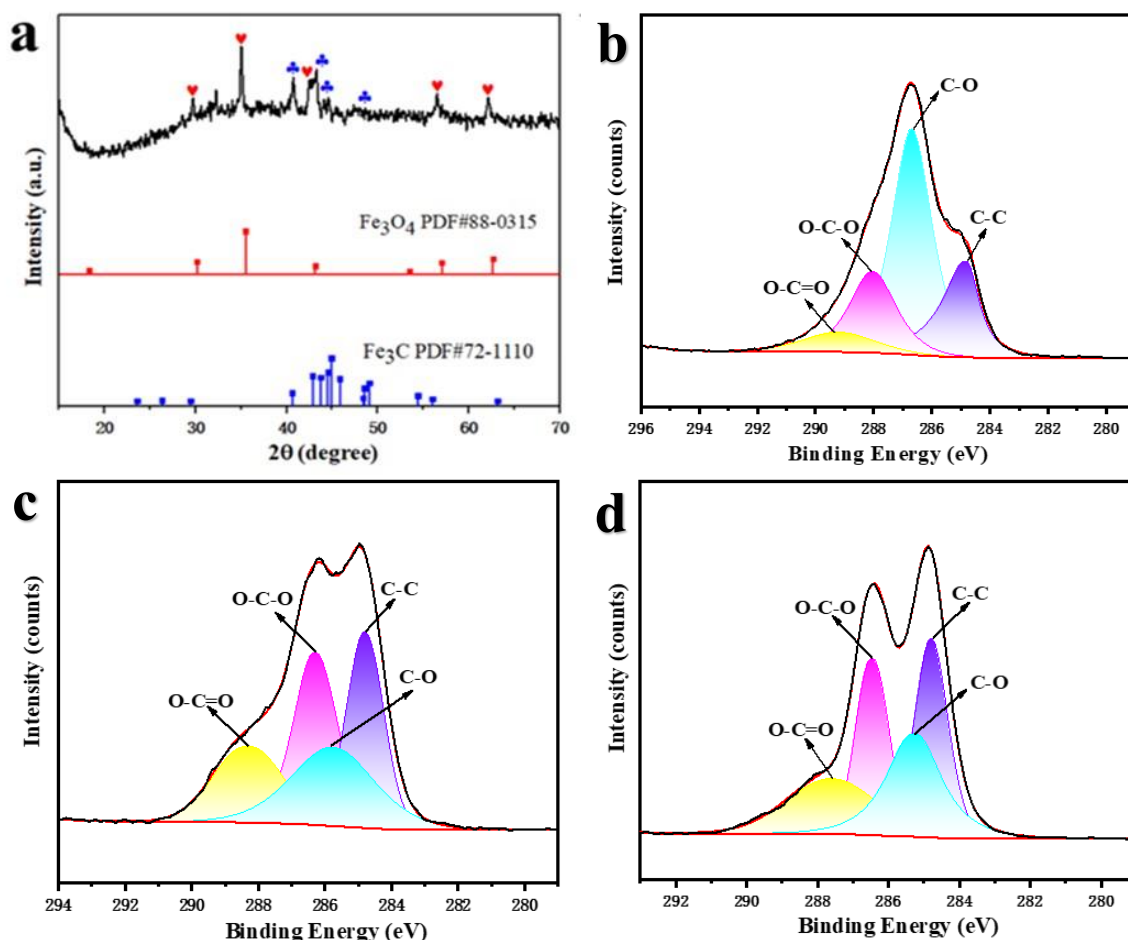 a
Intensity (a.u.)
Fe3O4 PDF#88-0315
Fe3C PDF#72-1110
20 30 40 50 60 70
2θ (degree)
b
Intensity (counts)
C-O
O-C-O
C-C
O-C=O
296 294 292 290 288 286 284 282 280
Binding Energy (eV)
c
Intensity (counts)
O-C-O
C-C
O-C=O
C-O
294 292 290 288 286 284 282 280
Binding Energy (eV)
d
Intensity (counts)
O-C-O
C-C
C-O
O-C=O
292 290 288 286 284 282 280
Binding Energy (eV)